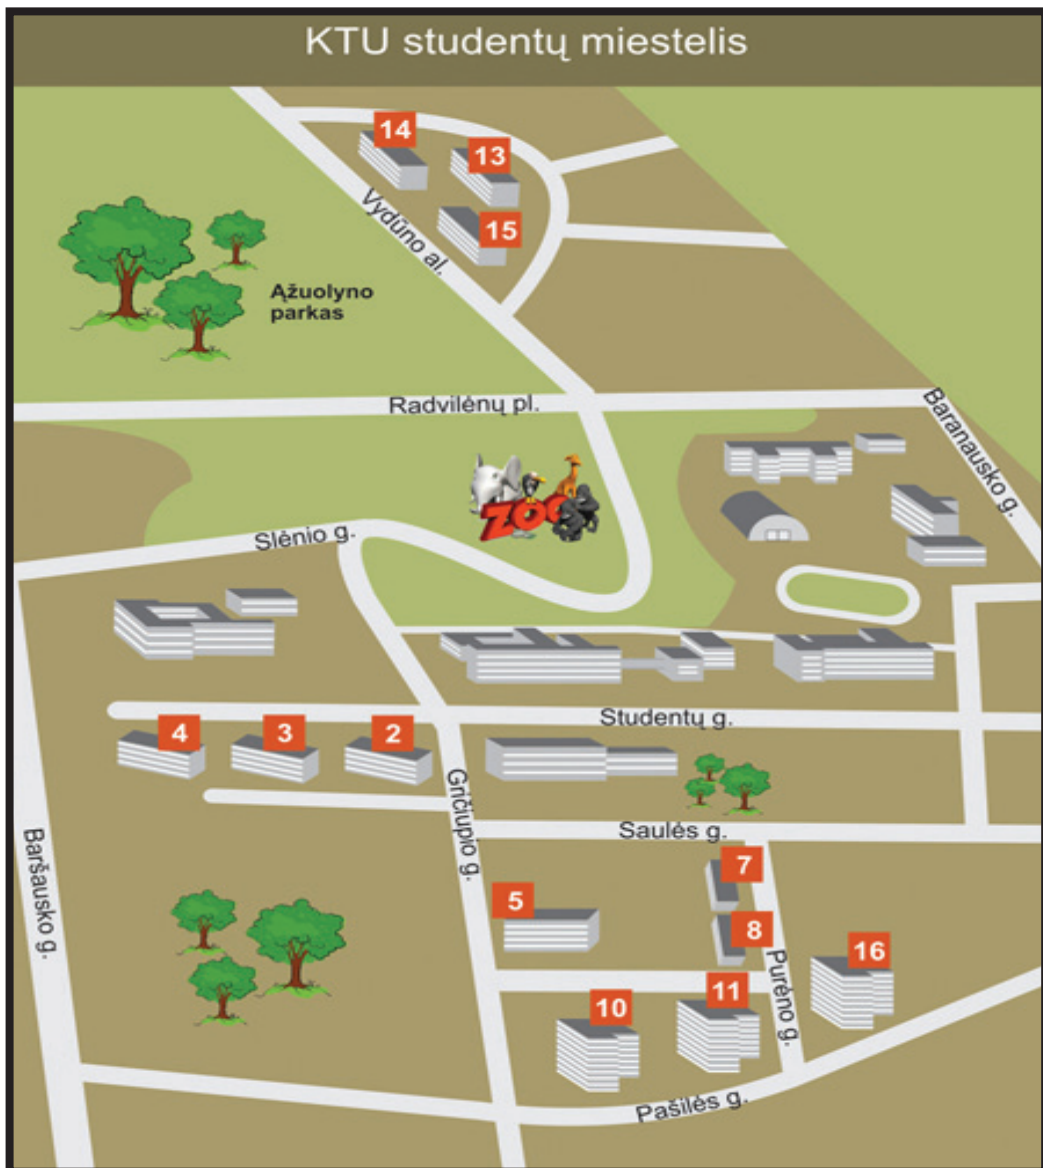 KTU studentų miestelis
14
13
15
Vydūno al.
Ąžuolyno
parkas
Radvilėnų pl.
Baranausko g.
ZOO
Slėnio g.
Studentų g.
4
3
2
Gričiupio g.
Saulės g.
Baršausko g.
7
5
8
16
Purėno g.
11
10
Pašilės g.